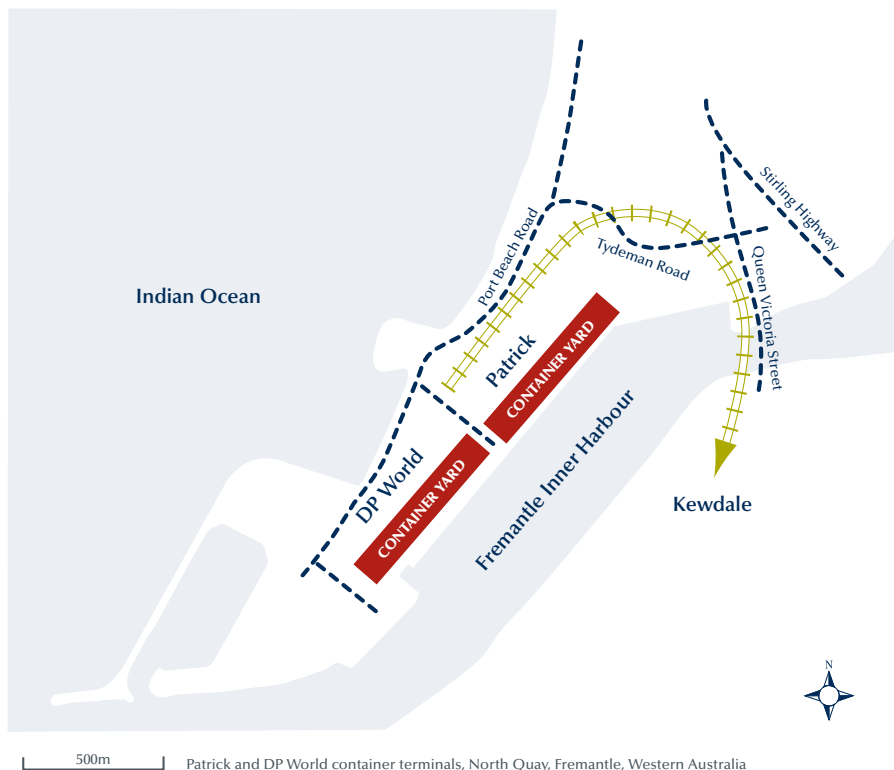 Stirling Highway
Port Beach Road
Tydeman Road
Queen Victoria Street
Indian Ocean
Patrick
CONTAINER YARD
DP World
CONTAINER YARD
Fremantle Inner Harbour
Kewdale
N
500m
Patrick and DP World container terminals, North Quay, Fremantle, Western Australia